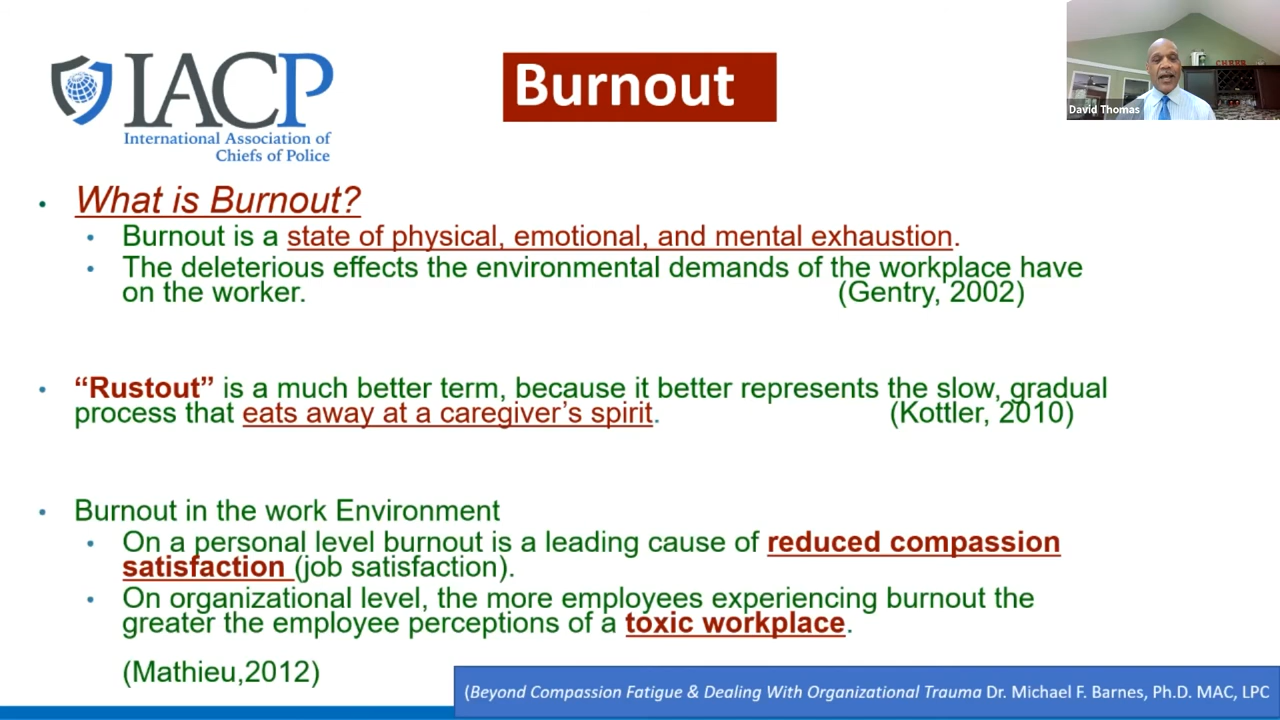 IACP
International Association of
Chiefs of Police
Burnout
David Thomas
• What is Burnout?
• Burnout is a state of physical, emotional, and mental exhaustion.
• The deleterious effects the environmental demands of the workplace have
on the worker. (Gentry, 2002)
• “Rustout” is a much better term, because it better represents the slow, gradual
process that eats away at a caregiver’s spirit. (Kottler, 2010)
• Burnout in the work Environment
• On a personal level burnout is a leading cause of reduced compassion
satisfaction (job satisfaction).
• On organizational level, the more employees experiencing burnout the
greater the employee perceptions of a toxic workplace.
(Mathieu,2012)
(Beyond Compassion Fatigue & Dealing With Organizational Trauma Dr. Michael F. Barnes, Ph.D. MAC, LPC